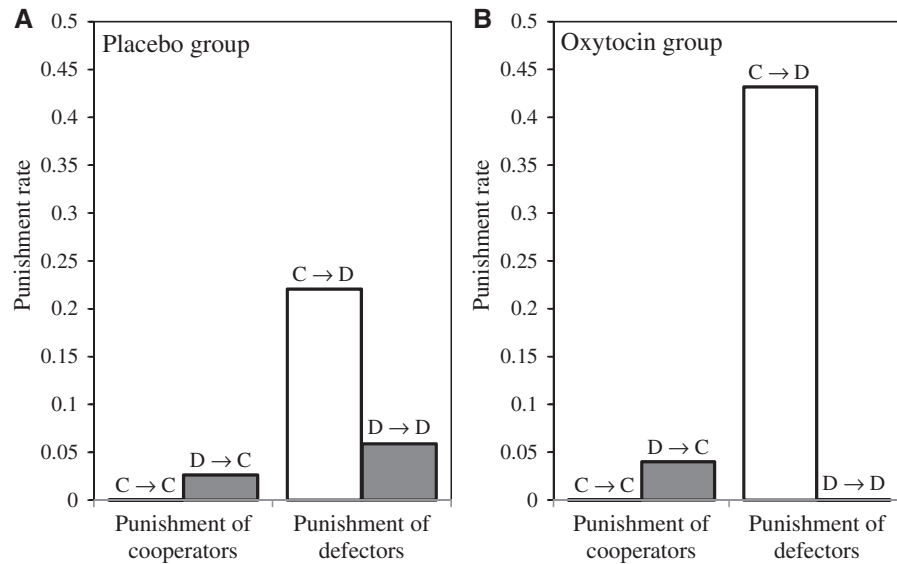 A
Placebo group
Punishment rate
0.5
0.45
0.4
0.35
0.3
0.25
0.2
0.15
0.1
0.05
0
C → C
D → C
C → D
D → D
Punishment of
cooperators
Punishment of
defectors
B
Oxytocin group
Punishment rate
0.5
0.45
0.4
0.35
0.3
0.25
0.2
0.15
0.1
0.05
0
C → C
D → C
C → D
D → D
Punishment of
cooperators
Punishment of
defectors